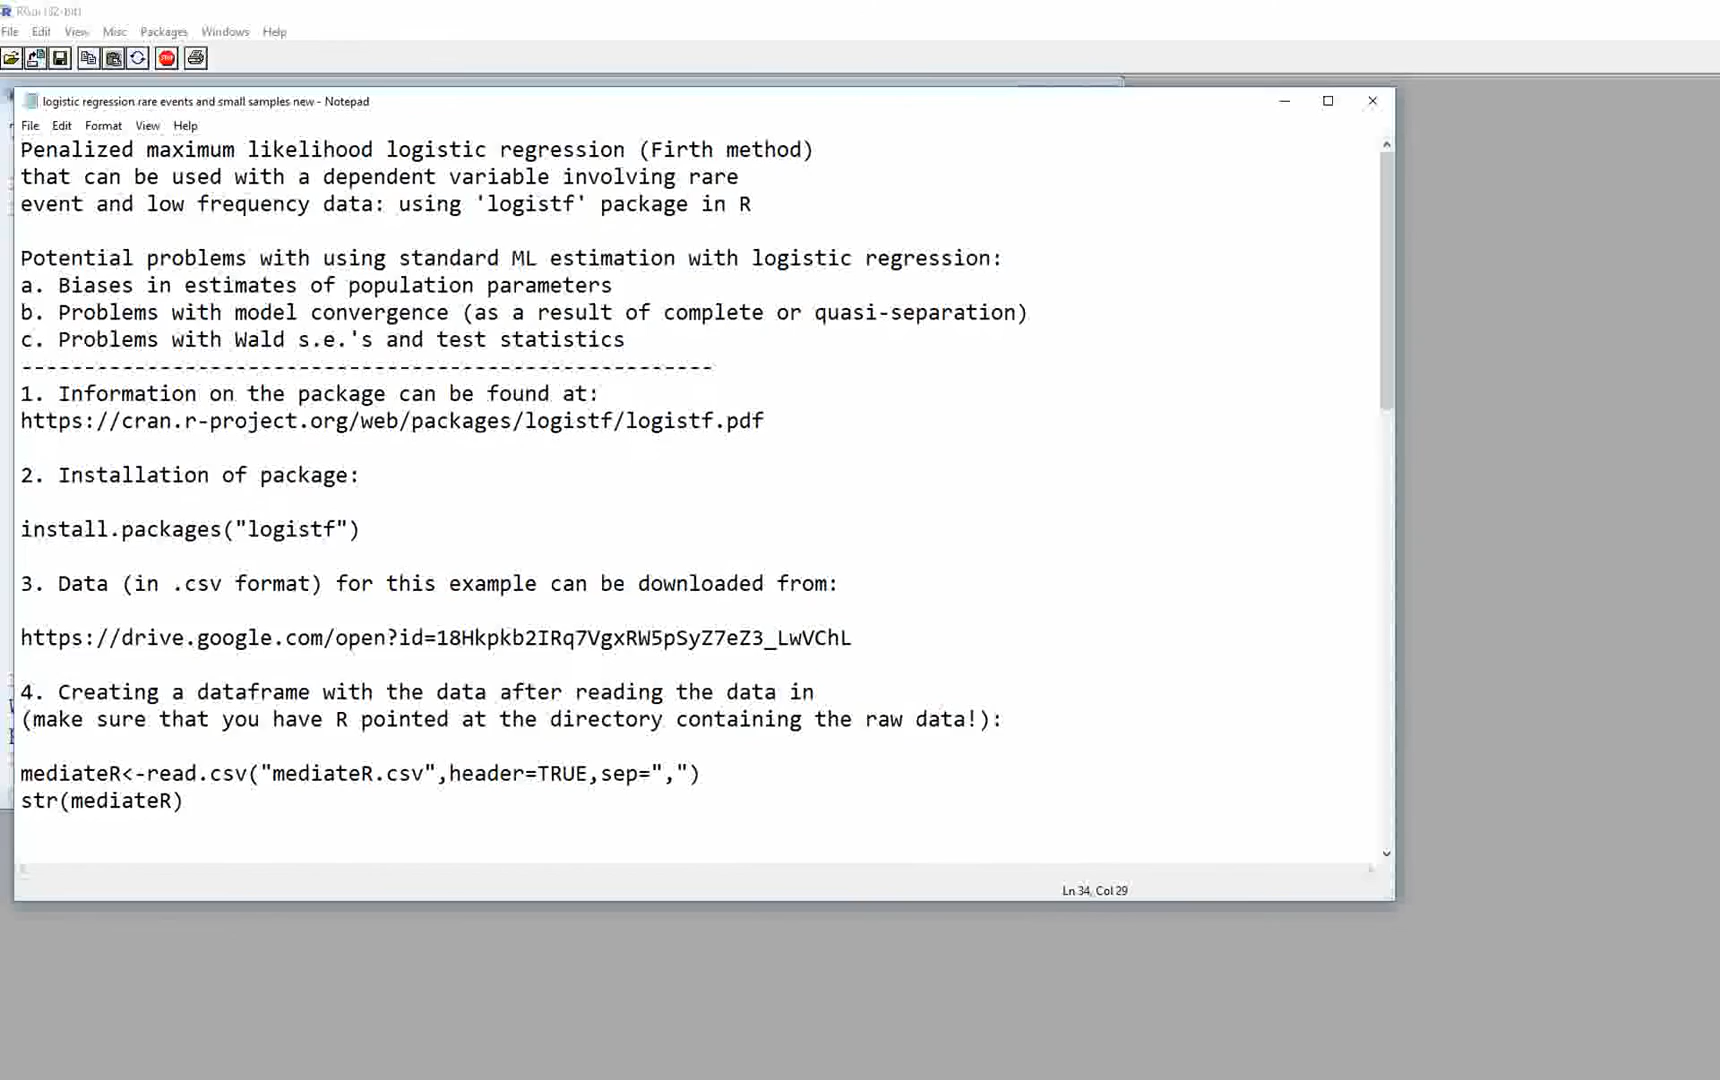 RGui (32-bit)
File Edit View Misc Packages Windows Help
STOP
logistic regression rare events and small samples new - Notepad
File Edit Format View Help
Penalized maximum likelihood logistic regression (Firth method)
that can be used with a dependent variable involving rare
event and low frequency data: using 'logistf' package in R
Potential problems with using standard ML estimation with logistic regression:
a. Biases in estimates of population parameters
b. Problems with model convergence (as a result of complete or quasi-separation)
c. Problems with Wald s.e.'s and test statistics
-------------------------------------------------------
1. Information on the package can be found at:
https://cran.r-project.org/web/packages/logistf/logistf.pdf
2. Installation of package:
install.packages("logistf")
3. Data (in .csv format) for this example can be downloaded from:
https://drive.google.com/open?id=18Hkpkb2IRq7VgxRW5pSyZ7eZ3_LwVChL
4. Creating a dataframe with the data after reading the data in
(make sure that you have R pointed at the directory containing the raw data!):
mediateR<-read.csv("mediateR.csv",header=TRUE,sep=",")
str(mediateR)
Ln 34, Col 29